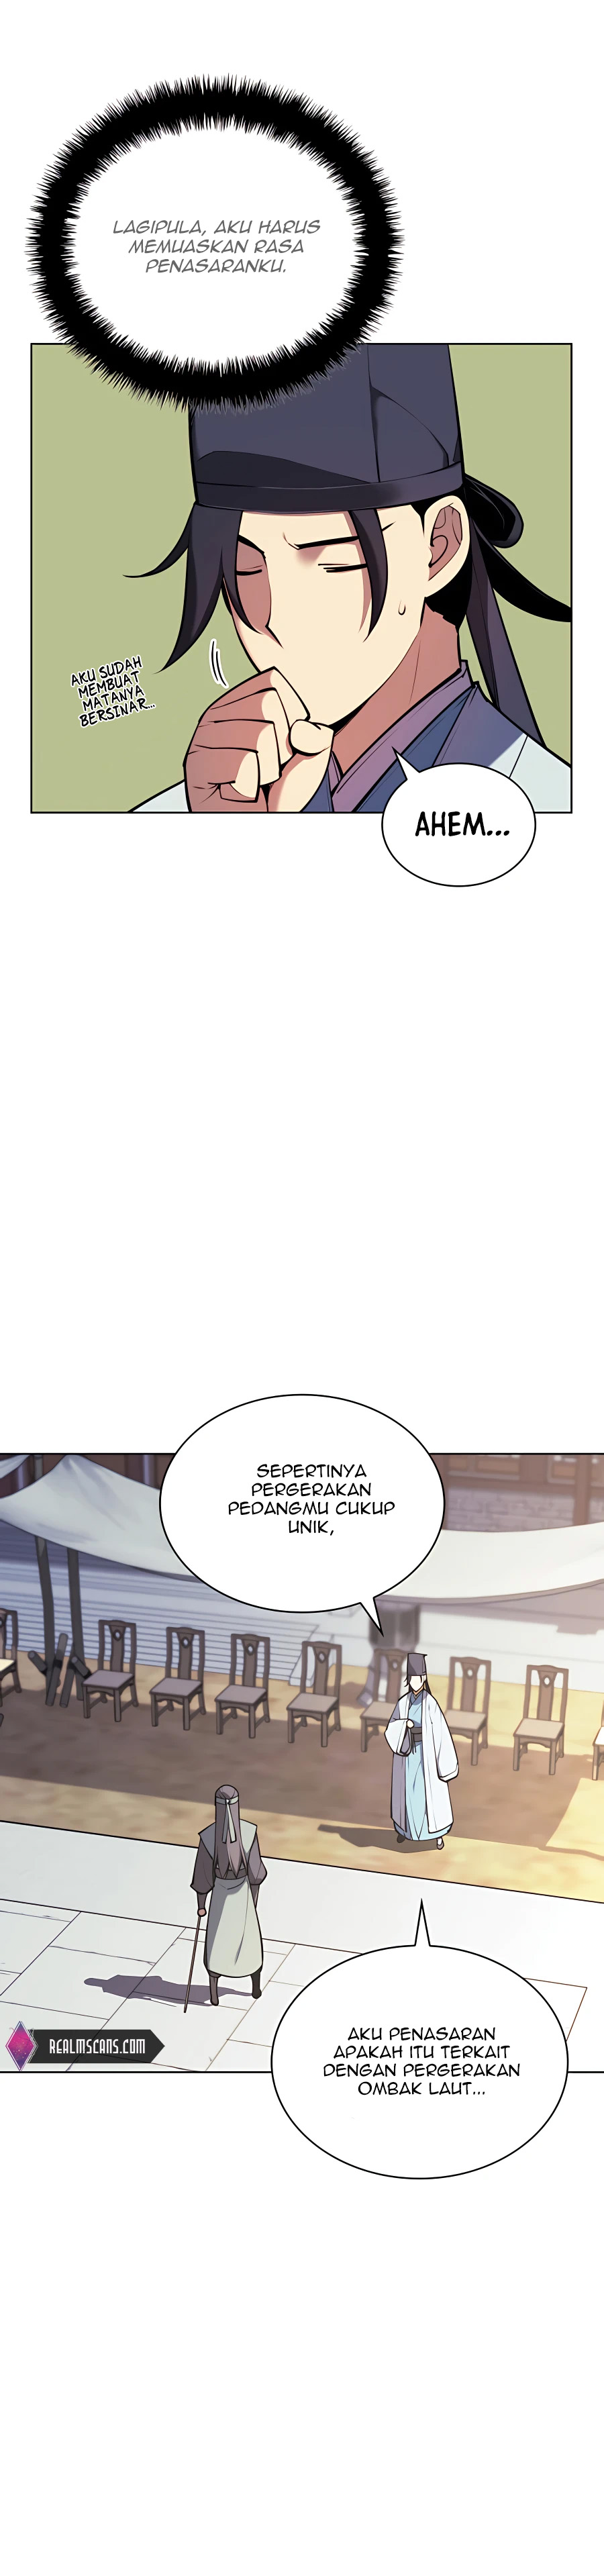 LAGIPULA, AKU HARUS
MEMUASKAN RASA
PENASARANKU.
AKU SUDAH
MEMBUAT
MATANYA
BERSINAR...
AHEM...
SEPERTINYA
PERGERAKAN
PEDANGMU CUKUP
UNIK,
REALMSCANS.COM
AKU PENASARAN
APAKAH ITU TERKAIT
DENGAN PERGERAKAN
OMBAK LAUT...